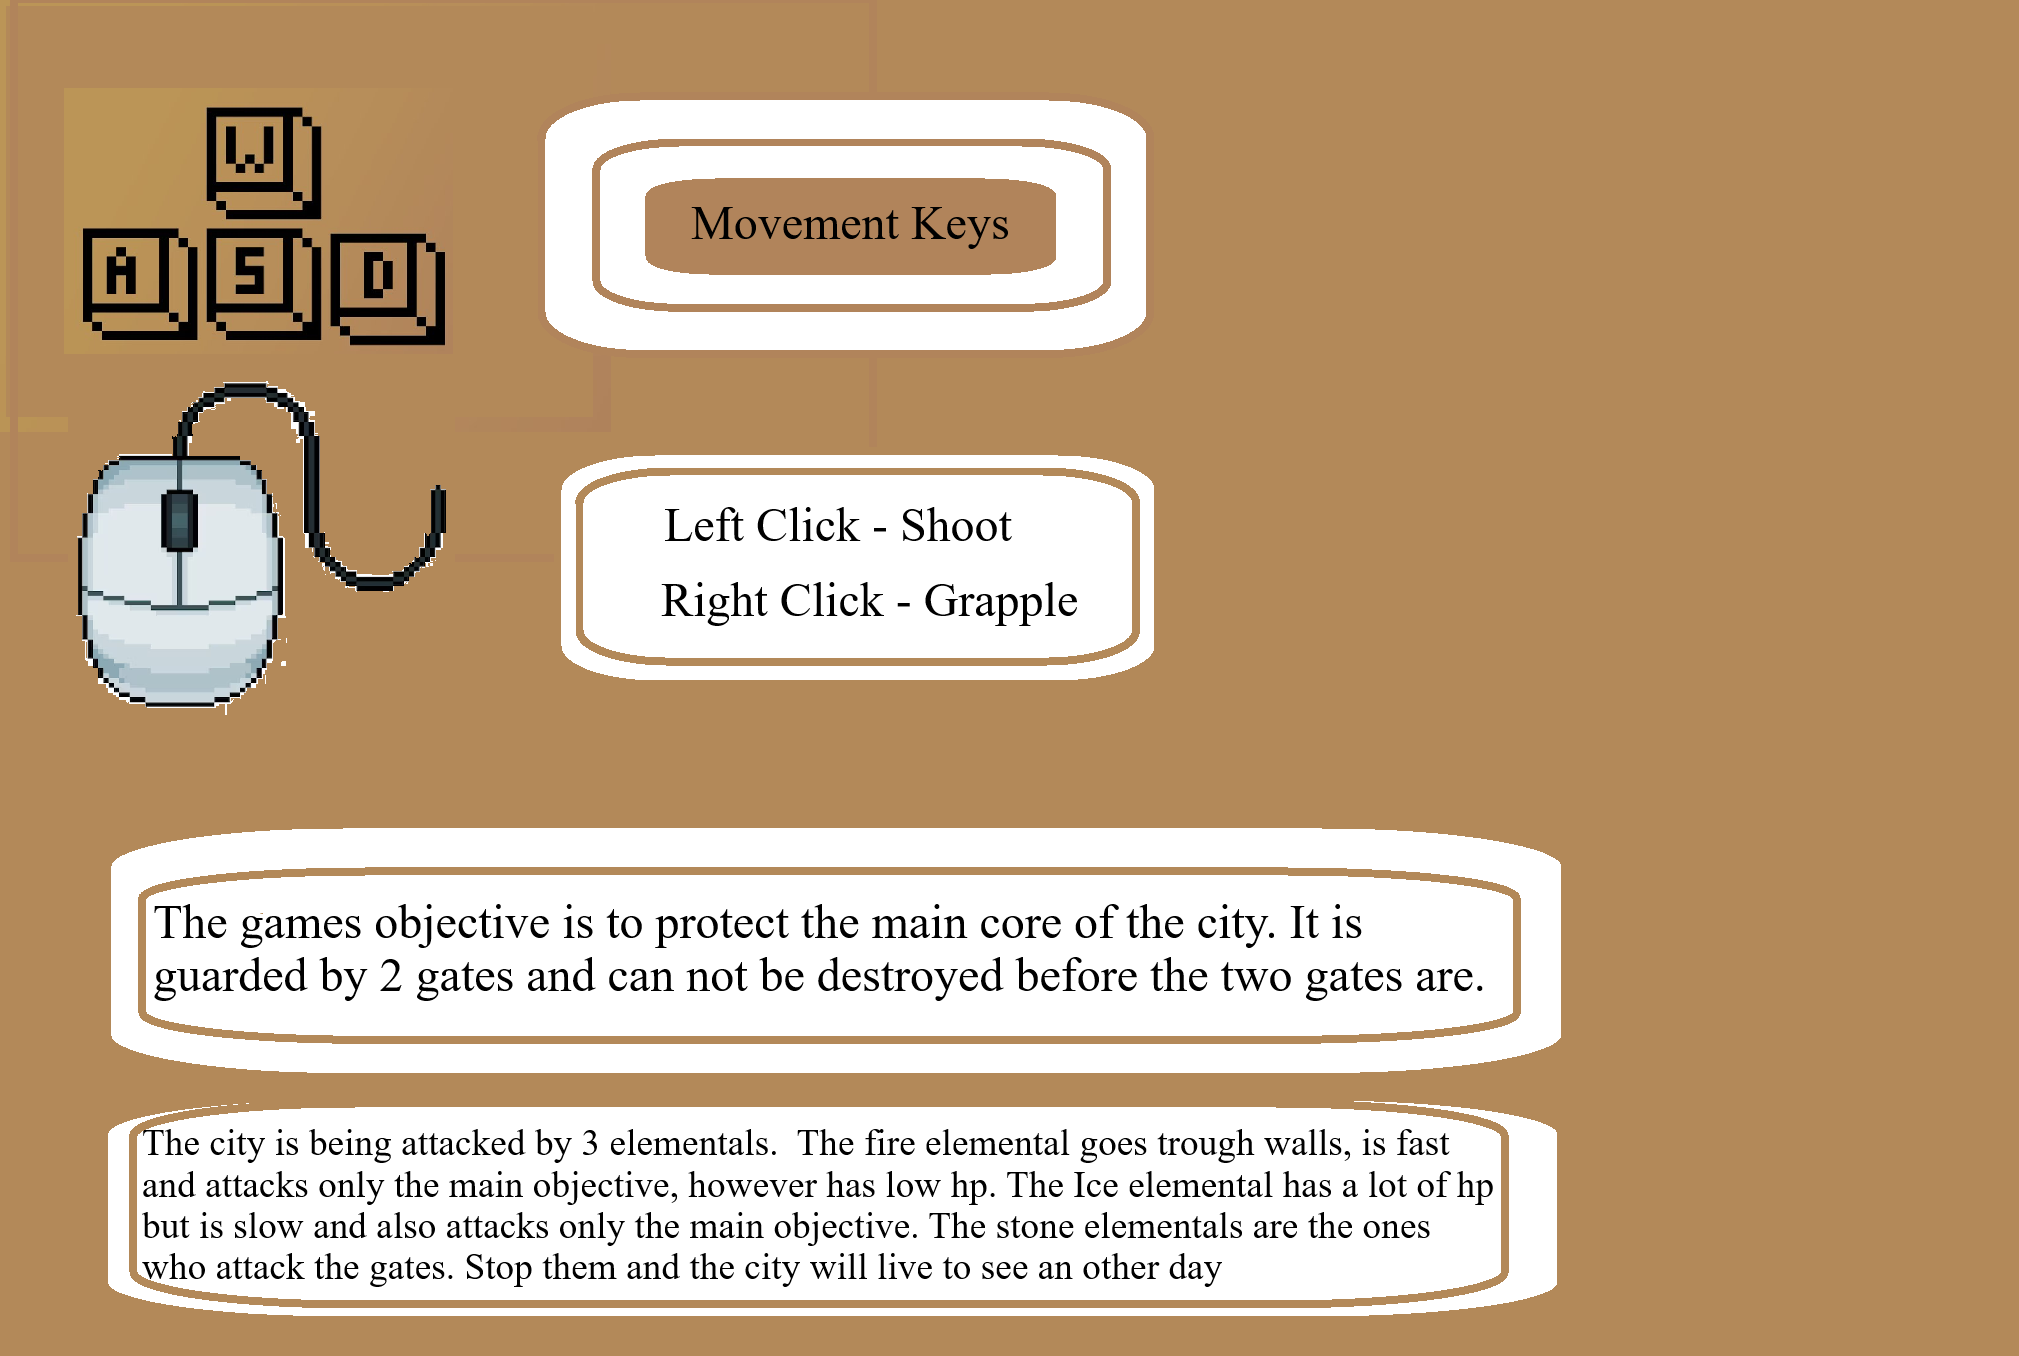 W
A S D
Movement Keys
Left Click - Shoot
Right Click - Grapple
The games objective is to protect the main core of the city. It is
guarded by 2 gates and can not be destroyed before the two gates are.
The city is being attacked by 3 elementals.  The fire elemental goes trough walls, is fast
and attacks only the main objective, however has low hp. The Ice elemental has a lot of hp
but is slow and also attacks only the main objective. The stone elementals are the ones
who attack the gates. Stop them and the city will live to see an other day